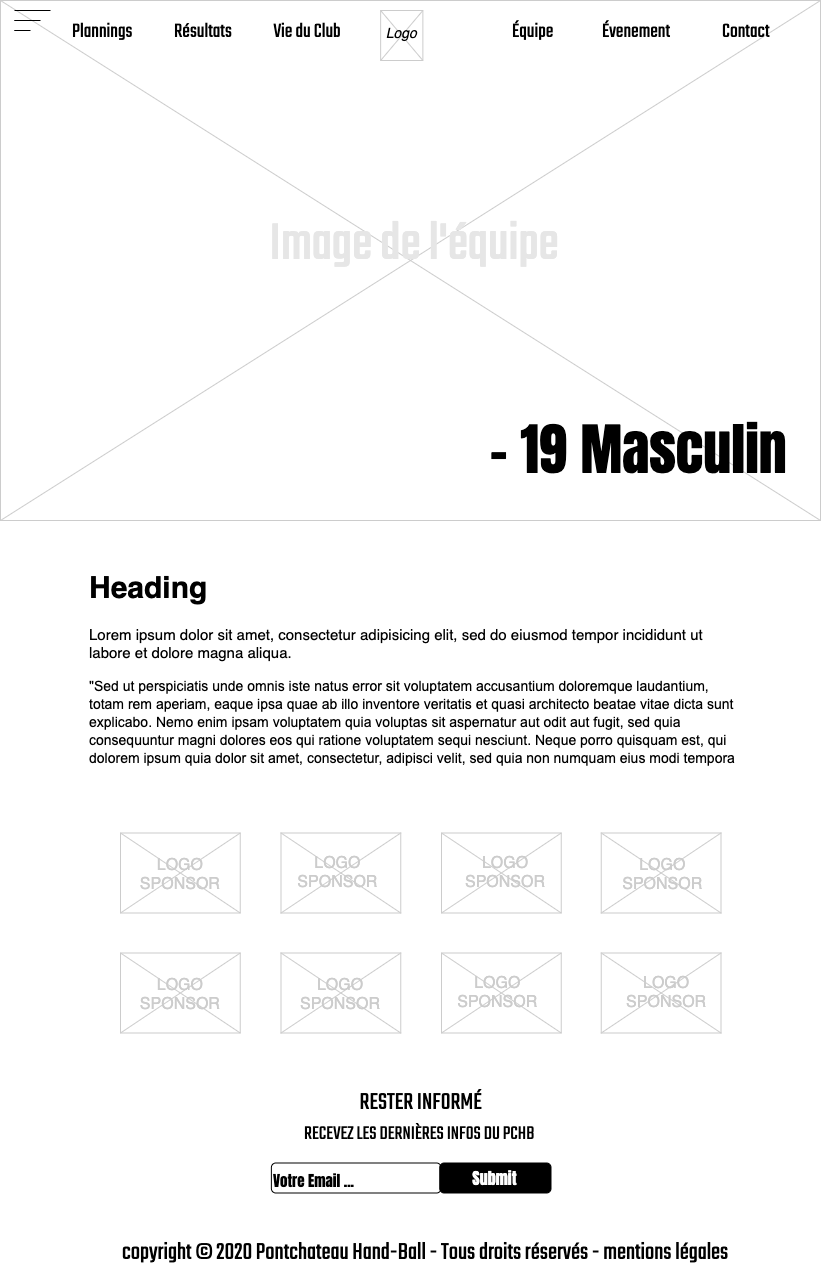 Plannings Résultats Vie du Club Logo Équipe Évenement Contact
Image de l'équipe
- 19 Masculin
Heading
Lorem ipsum dolor sit amet, consectetur adipisicing elit, sed do eiusmod tempor incididunt ut
labore et dolore magna aliqua.
"Sed ut perspiciatis unde omnis iste natus error sit voluptatem accusantium doloremque laudantium,
totam rem aperiam, eaque ipsa quae ab illo inventore veritatis et quasi architecto beatae vitae dicta sunt
explicabo. Nemo enim ipsam voluptatem quia voluptas sit aspernatur aut odit aut fugit, sed quia
consequuntur magni dolores eos qui ratione voluptatem sequi nesciunt. Neque porro quisquam est, qui
dolorem ipsum quia dolor sit amet, consectetur, adipisci velit, sed quia non numquam eius modi tempora
LOGO LOGO LOGO LOGO
SPONSOR SPONSOR SPONSOR SPONSOR
LOGO LOGO LOGO LOGO
SPONSOR SPONSOR SPONSOR SPONSOR
RESTER INFORMÉ
RECEVEZ LES DERNIÈRES INFOS DU PCHB
Votre Email ... Submit
copyright © 2020 Pontchateau Hand-Ball - Tous droits réservés - mentions légales